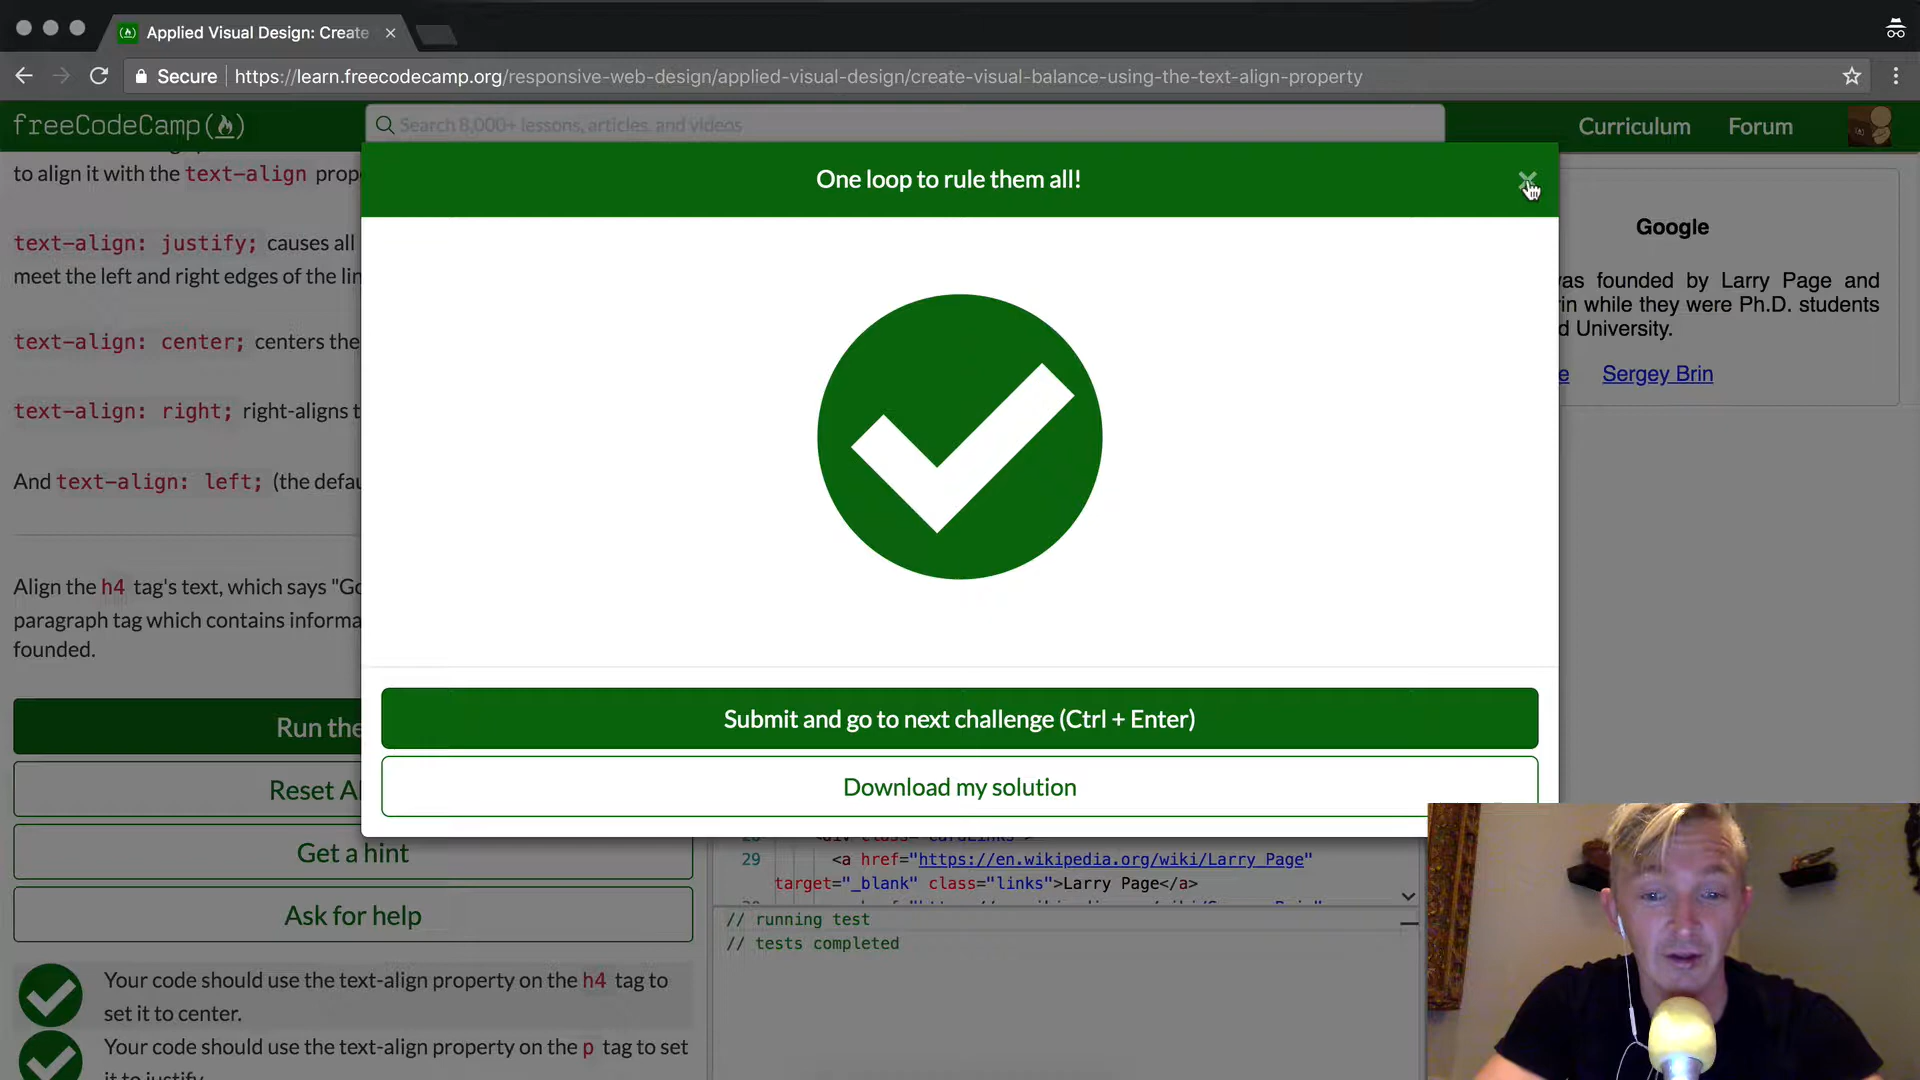 Applied Visual Design: Create
Secure
https://learn.freecodecamp.org/responsive-web-design/applied-visual-design/create-visual-balance-using-the-text-align-property
freeCodeCamp
Search 8,000+ lessons, articles, and videos
Curriculum
Forum
to align it with the text-align prop
text-align: justify; causes all
meet the left and right edges of the lin
text-align: center; centers the
text-align: right; right-aligns t
And text-align: left; (the defau
Align the h4 tag's text, which says "Go
paragraph tag which contains informa
founded.
Run the
Reset Al
Get a hint
Ask for help
Your code should use the text-align property on the h4 tag to
set it to center.
Your code should use the text-align property on the p tag to set
it to justify
One loop to rule them all!
Submit and go to next challenge (Ctrl + Enter)
Download my solution
29 <a href="https://en.wikipedia.org/wiki/Larry_Page"
target="_blank" class="links">Larry Page</a>
// running test
// tests completed
Google
as founded by Larry Page and
in while they were Ph.D. students
d University.
e Sergey Brin